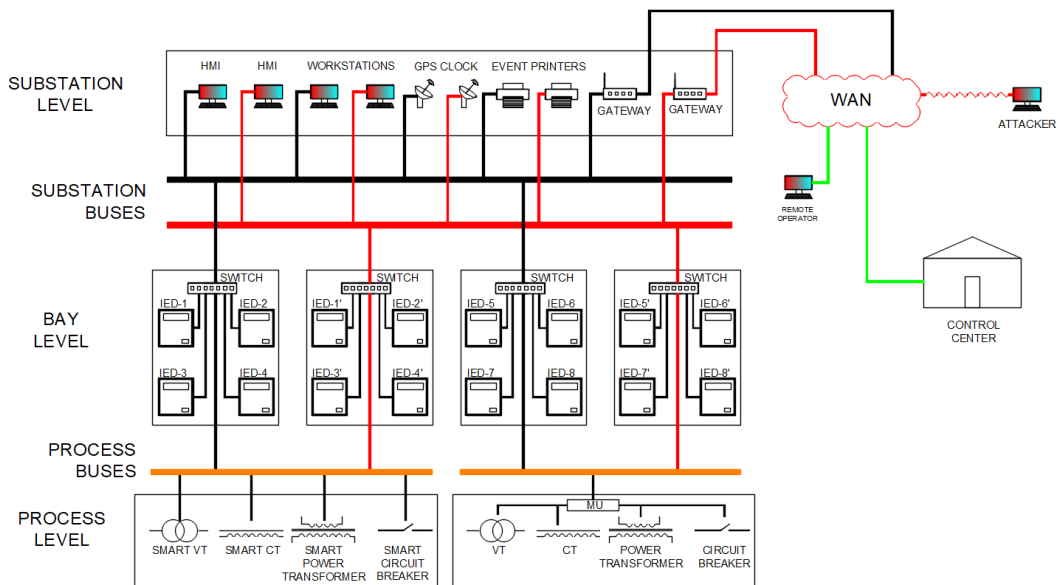 SUBSTATION
LEVEL
HMI
HMI
WORKSTATIONS
GPS CLOCK
EVENT PRINTERS
GATEWAY
GATEWAY
WAN
ATTACKER
REMOTE
OPERATOR
CONTROL
CENTER
SUBSTATION
BUSES
BAY
LEVEL
SWITCH
IED-1
IED-2
IED-3
IED-4
SWITCH
IED-1'
IED-2'
IED-3'
IED-4'
SWITCH
IED-5
IED-6
IED-7
IED-8
SWITCH
IED-5'
IED-6'
IED-7'
IED-8'
PROCESS
BUSES
PROCESS
LEVEL
SMART VT
SMART CT
SMART
POWER
TRANSFORMER
SMART
CIRCUIT
BREAKER
MU
VT
CT
POWER
TRANSFORMER
CIRCUIT
BREAKER